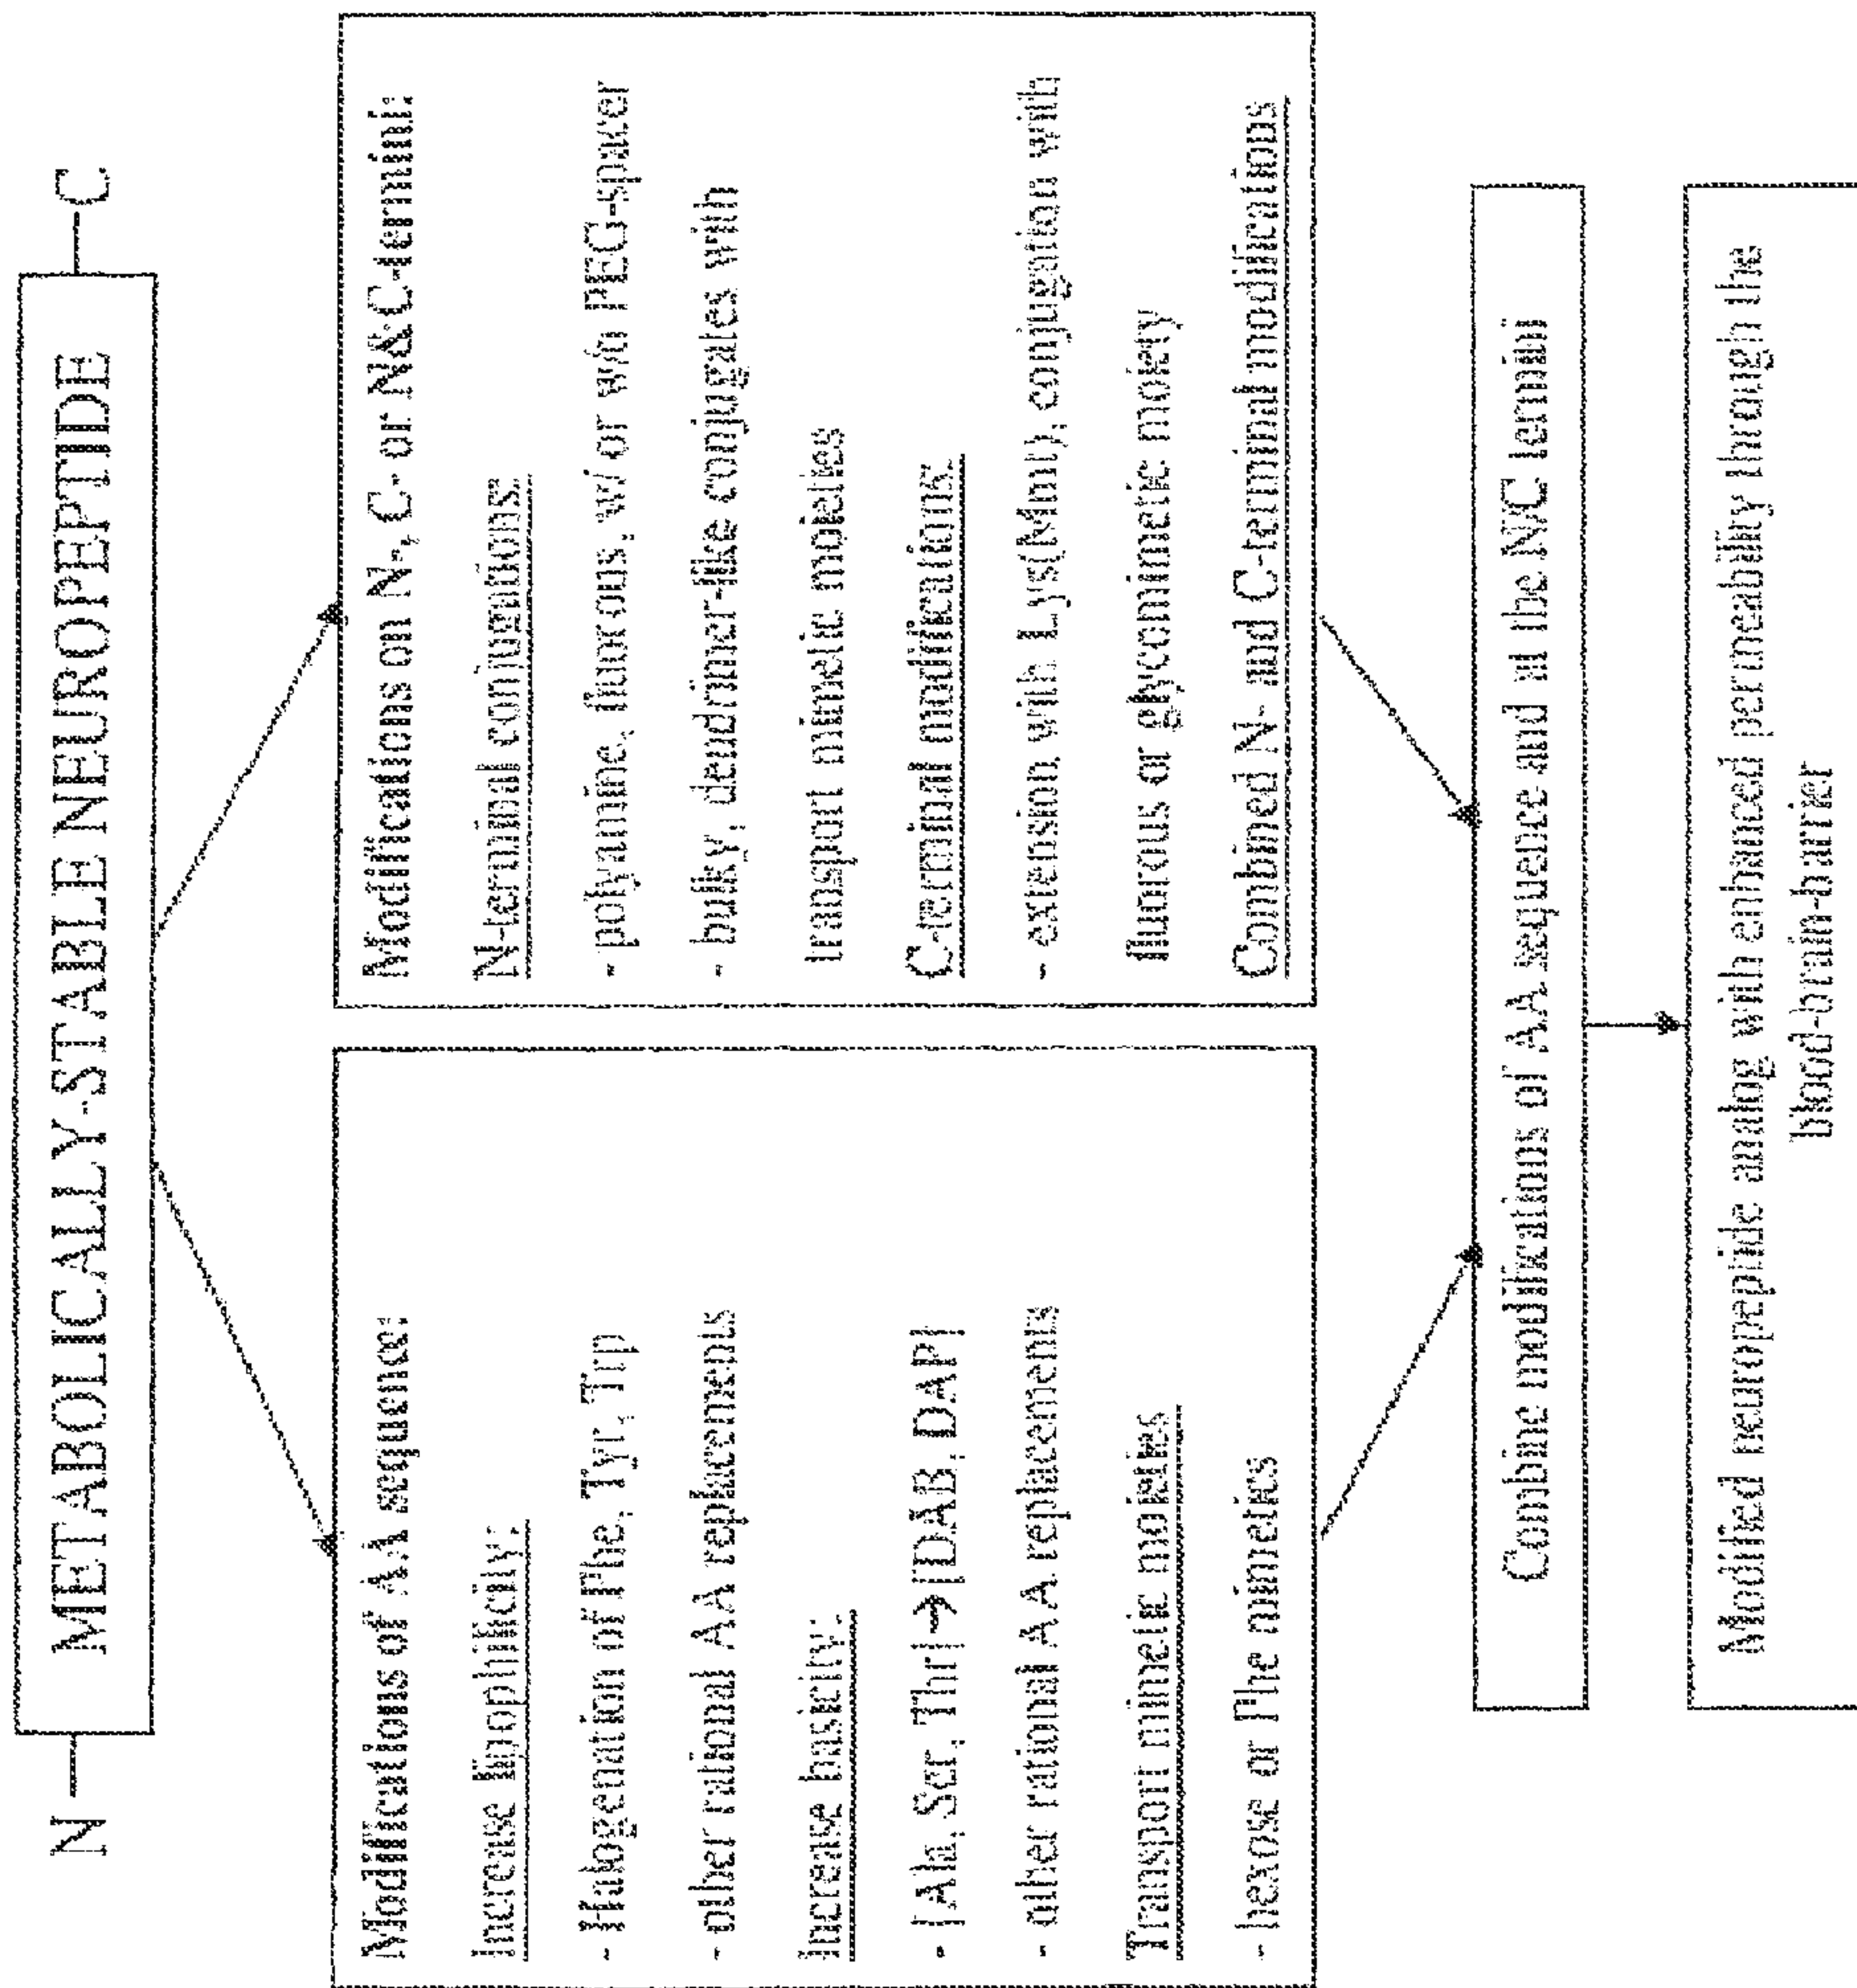 N METABOLICALLY-STABLE NEUROPEPTIDE C
Modifications of AA sequence:
Increase lipophilicity:
- Halogenation of Phe, Tyr, Trp
- other rational AA replacements
Increase basicity:
- [Ala, Ser, Thr]→[DAB, DAP]
- other rational AA replacements
Transport mimetic moieties
- hexose or Phe mimetics
Modifications on N-, C- or N&C-termini:
N-terminal conjugations:
- polyamine, fluorous, w/ or w/o PEG-spacer
- bulky, dendrimer-like conjugates with
transport mimetic moieties
C-terminal modifications:
- extension with Lys(Mni), conjugation with
fluorous or glycomimetic moiety
Combined N- and C-terminal modifications
Combine modifications of AA sequence and at the N/C termini
Modified neuropeptide analog with enhanced permeability through the
blood-brain-barrier